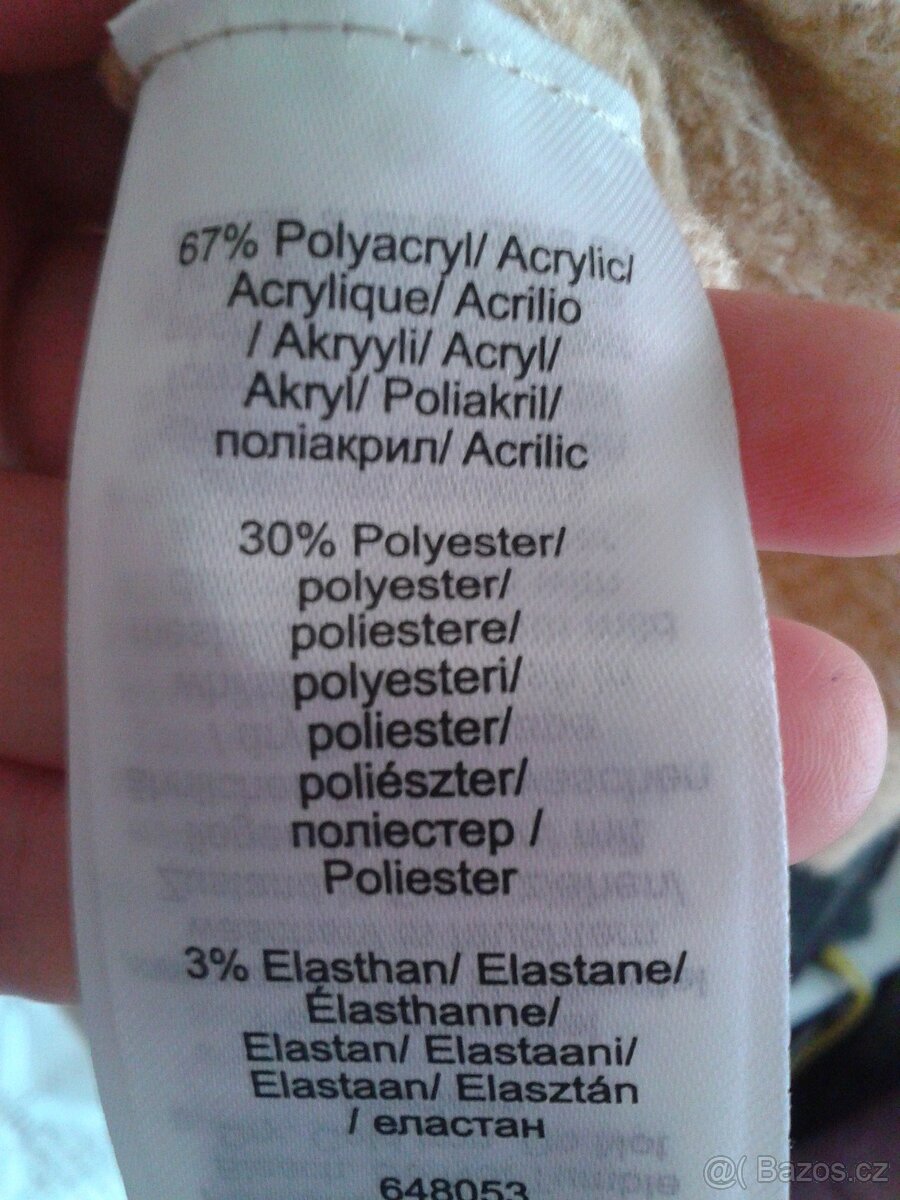 67% Polyacryl/ Acrylic/
Acrylique/ Acrilio
/ Akryyli/ Acryl/
Akryl/ Poliakril/
поліакрил/ Acrilic
30% Polyester/
polyester/
poliestere/
polyesteri/
poliester/
poliészter/
поліестер /
Poliester
3% Elasthan/ Elastane/
Élasthanne/
Elastan/ Elastaani/
Elastaan/ Elasztán
/ еластан
648053
@( Bazos.cz